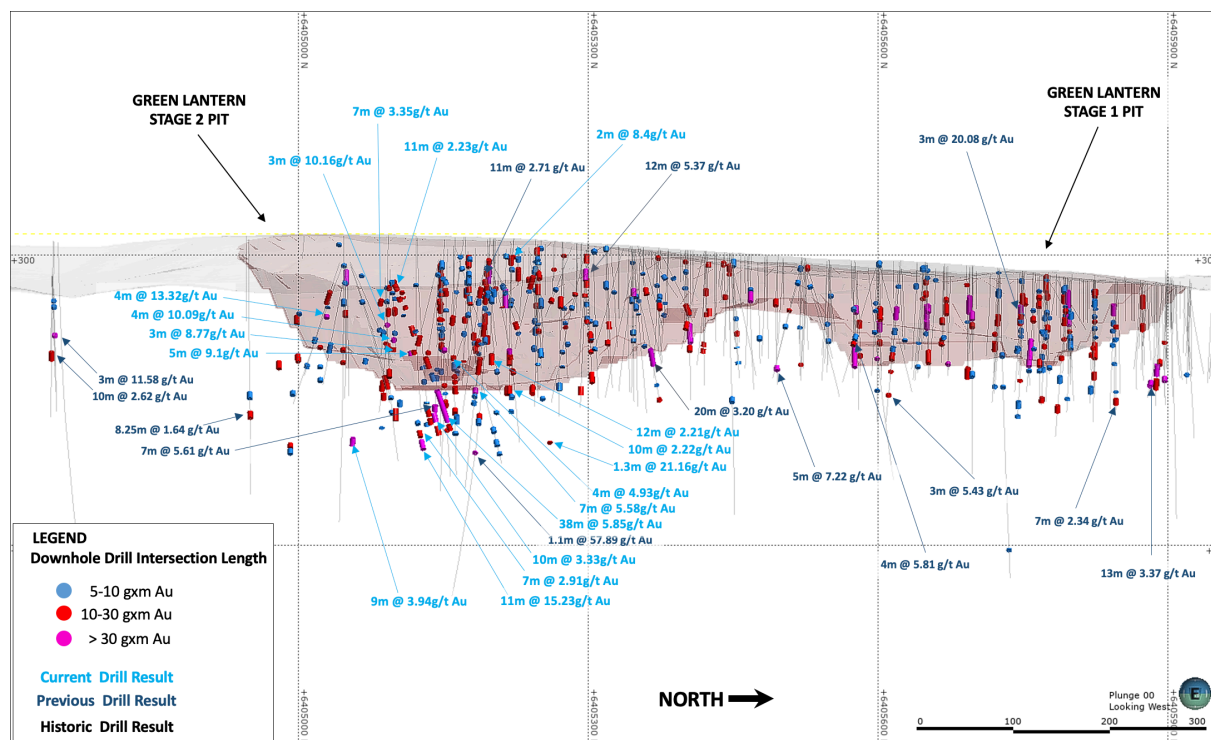 +6405000 N
+6405300 N
+6405600 N
+6405900 N
GREEN LANTERN
STAGE 2 PIT
GREEN LANTERN
STAGE 1 PIT
7m @ 3.35g/t Au
11m @ 2.23g/t Au
3m @ 10.16g/t Au
11m @ 2.71 g/t Au
2m @ 8.4g/t Au
12m @ 5.37 g/t Au
3m @ 20.08 g/t Au
+300
+30
4m @ 13.32g/t Au
4m @ 10.09g/t Au
3m @ 8.77g/t Au
5m @ 9.1g/t Au
3m @ 11.58 g/t Au
10m @ 2.62 g/t Au
8.25m @ 1.64 g/t Au
7m @ 5.61 g/t Au
20m @ 3.20 g/t Au
12m @ 2.21g/t Au
10m @ 2.22g/t Au
1.3m @ 21.16g/t Au
4m @ 4.93g/t Au
7m @ 5.58g/t Au
38m @ 5.85g/t Au
1.1m @ 57.89 g/t Au
10m @ 3.33g/t Au
7m @ 2.91g/t Au
11m @ 15.23g/t Au
9m @ 3.94g/t Au
5m @ 7.22 g/t Au
3m @ 5.43 g/t Au
7m @ 2.34 g/t Au
4m @ 5.81 g/t Au
13m @ 3.37 g/t Au
LEGEND
Downhole Drill Intersection Length
5-10 gxm Au
10-30 gxm Au
> 30 gxm Au
Current Drill Result
Previous Drill Result
Historic Drill Result
NORTH
Plunge 00
Looking West
E
0 100 200 300
+6405000 N
+6405300 N
+6405600 N
+6405900 N